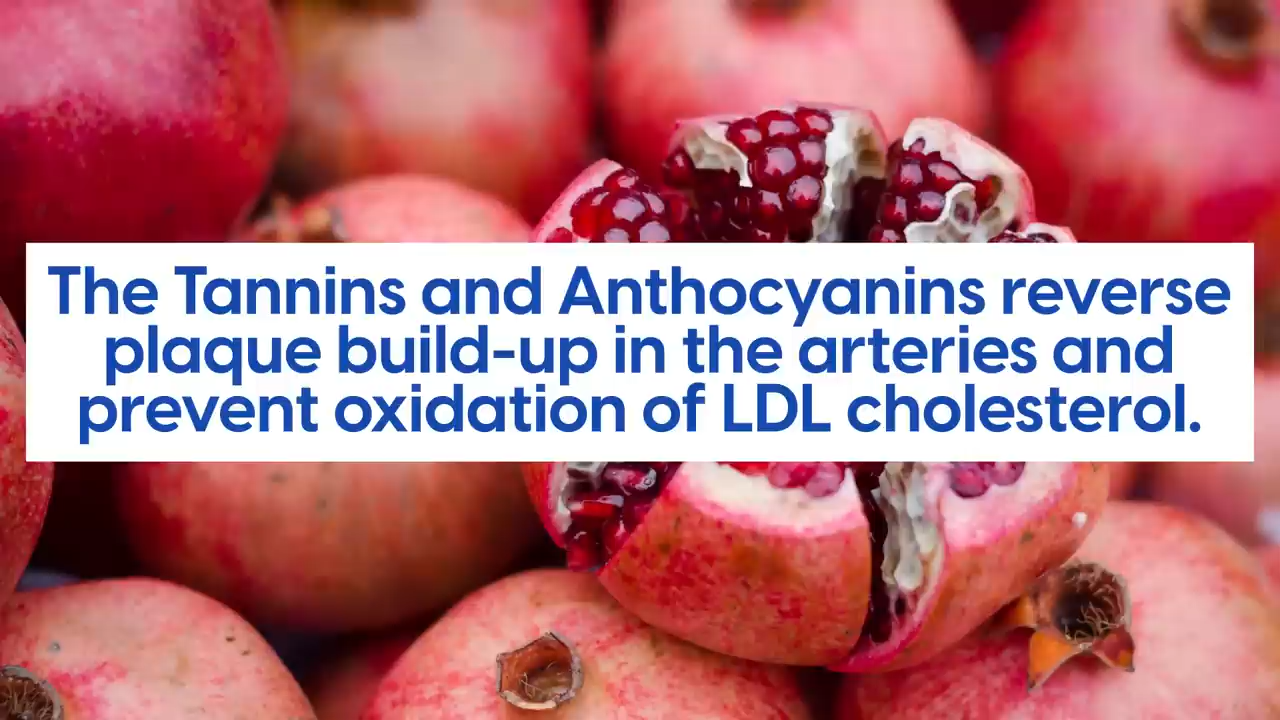 The Tannins and Anthocyanins reverse
plaque build-up in the arteries and
prevent oxidation of LDL cholesterol.